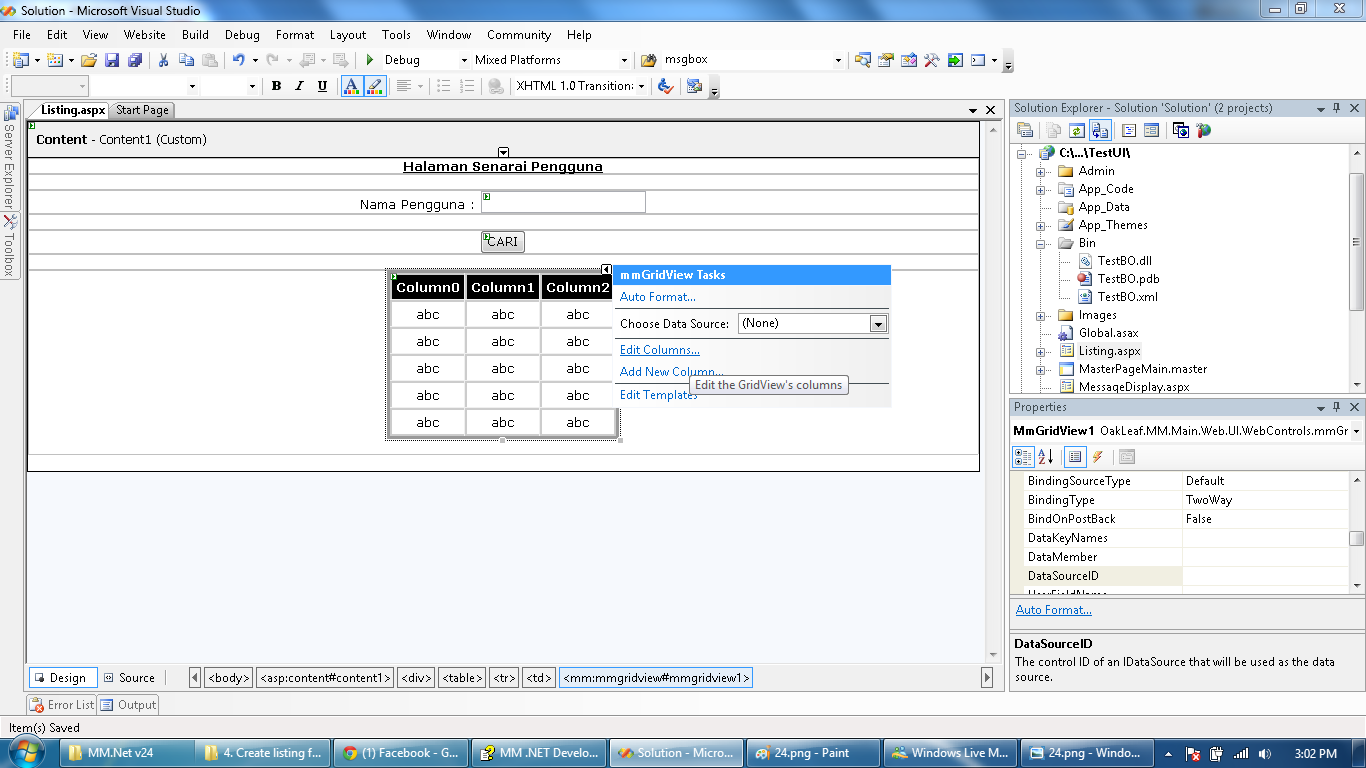 Solution - Microsoft Visual Studio
File Edit View Website Build Debug Format Layout Tools Window Community Help
Debug Mixed Platforms msgbox
B I U A XHTML 1.0 Transition:
Server Explorer
Toolbox
Listing.aspx Start Page
Content - Content1 (Custom)
Halaman Senarai Pengguna
Nama Pengguna :
CARI
Column0 Column1 Column2
abc abc abc
abc abc abc
abc abc abc
abc abc abc
abc abc abc
mmGridView Tasks
Auto Format...
Choose Data Source: (None)
Edit Columns...
Add New Column...
Edit the GridView's columns
Edit Templates
Design Source <body> <asp:content#content1> <div> <table> <tr> <td> <mm:mmgridview#mmgridview1>
Error List Output
Item(s) Saved
Solution Explorer - Solution 'Solution' (2 projects)
C:\...\TestUI\
Admin
App_Code
App_Data
App_Themes
Bin
TestBO.dll
TestBO.pdb
TestBO.xml
Images
Global.asax
Listing.aspx
MasterPageMain.master
MessageDisplay.aspx
Properties
MmGridView1 OakLeaf.MM.Main.Web.UI.WebControls.mmGr
BindingSourceType Default
BindingType TwoWay
BindOnPostBack False
DataKeyNames
DataMember
DataSourceID
Auto Format...
DataSourceID
The control ID of an IDataSource that will be used as the data
source.
MM.Net v24
4. Create listing f...
(1) Facebook - G...
MM .NET Develo...
Solution - Micro...
24.png - Paint
Windows Live M...
24.png - Windo...
3:02 PM